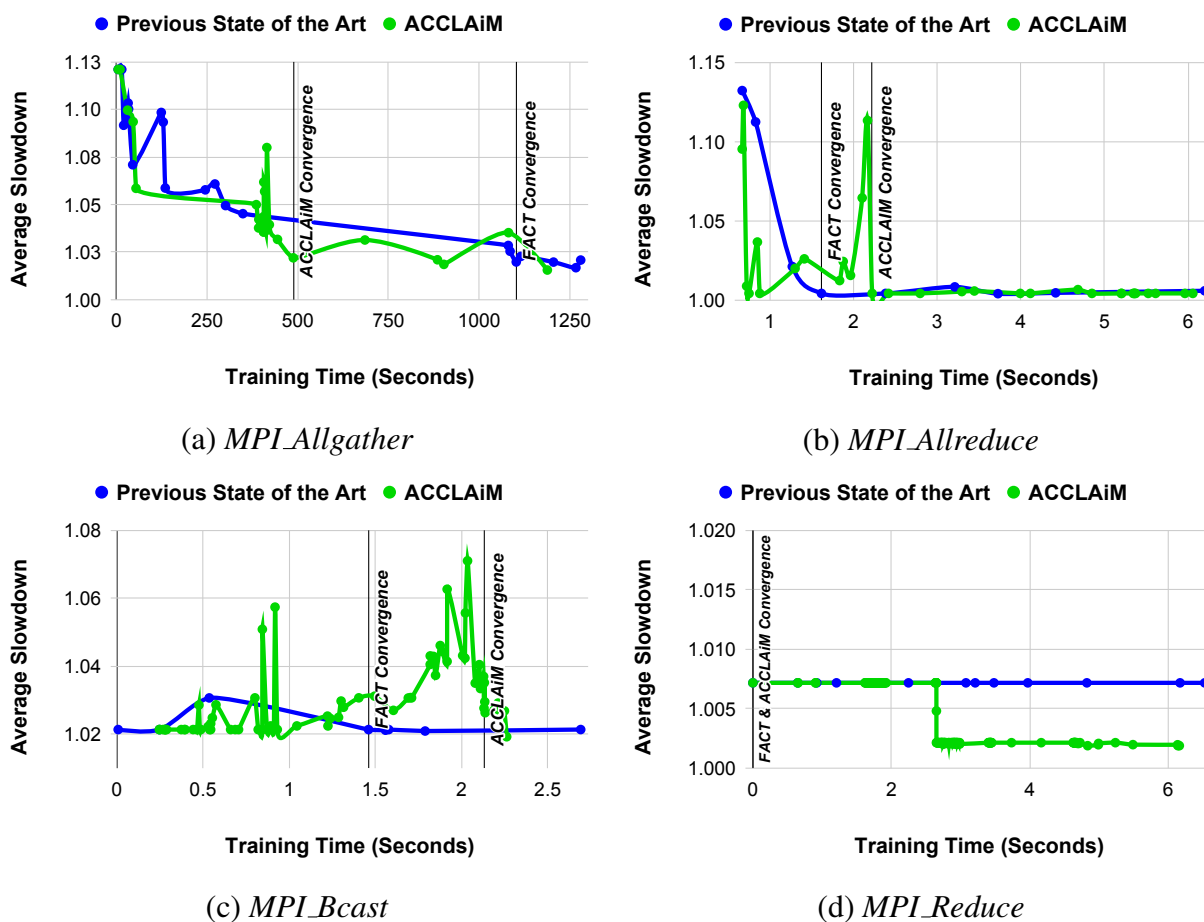 Previous State of the Art ACCLAiM
Average Slowdown
1.13
1.10
1.08
1.05
1.03
1.00
ACCLAiM Convergence
FACT Convergence
0 250 500 750 1000 1250
Training Time (Seconds)
(a) MPI_Allgather
Previous State of the Art ACCLAiM
Average Slowdown
1.15
1.10
1.05
1.00
FACT Convergence
ACCLAiM Convergence
1 2 3 4 5 6
Training Time (Seconds)
(b) MPI_Allreduce
Previous State of the Art ACCLAiM
Average Slowdown
1.08
1.06
1.04
1.02
FACT Convergence
ACCLAiM Convergence
0 0.5 1 1.5 2 2.5
Training Time (Seconds)
(c) MPI_Bcast
Previous State of the Art ACCLAiM
Average Slowdown
1.020
1.015
1.010
1.005
1.000
FACT & ACCLAiM Convergence
0 2 4 6
Training Time (Seconds)
(d) MPI_Reduce